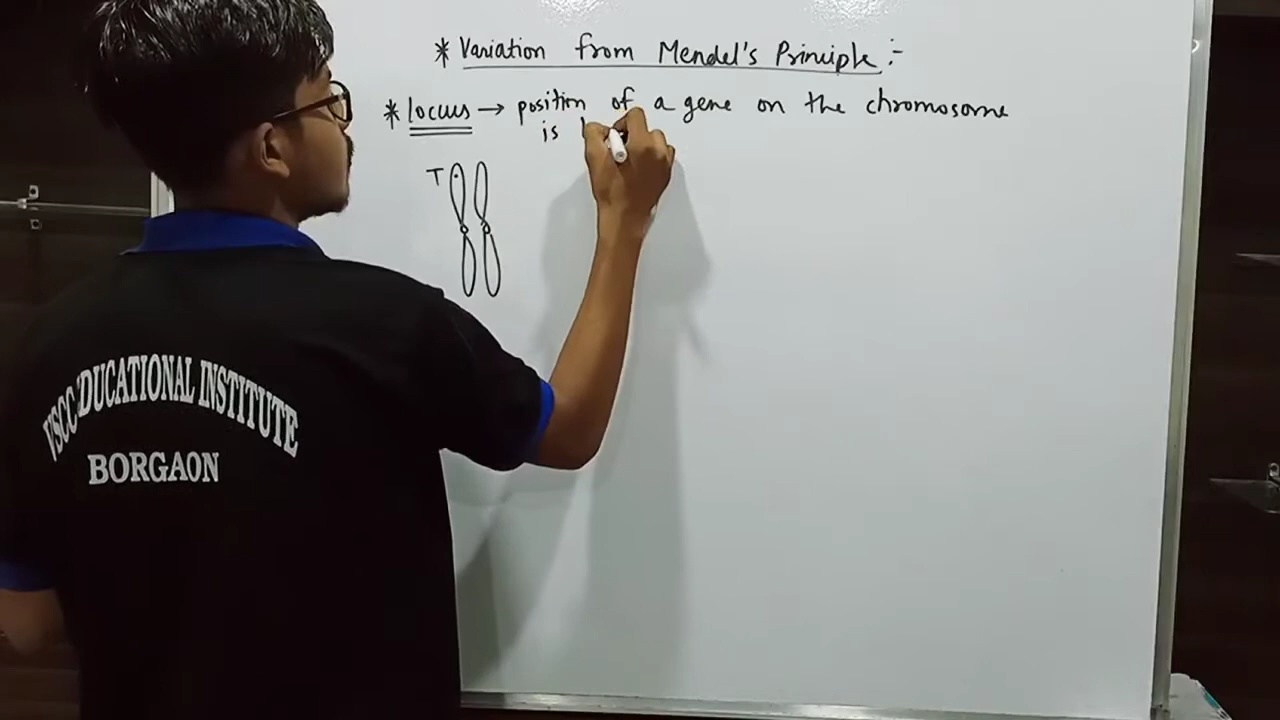 * Variation from Mendel's Principle :-
* locus → position of a gene on the chromosome
is
T
VSCC EDUCATIONAL INSTITUTE
BORGAON